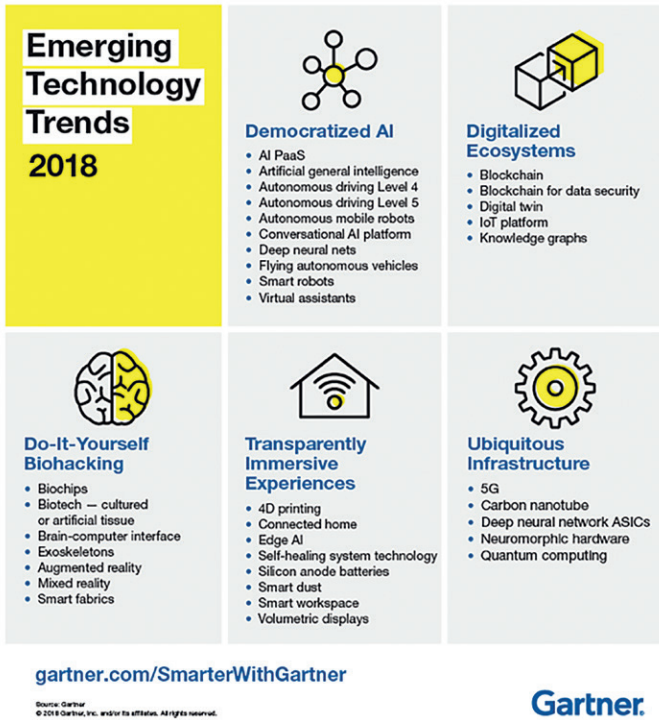 Emerging
Technology
Trends
2018
Democratized AI
• AI PaaS
• Artificial general intelligence
• Autonomous driving Level 4
• Autonomous driving Level 5
• Autonomous mobile robots
• Conversational AI platform
• Deep neural nets
• Flying autonomous vehicles
• Smart robots
• Virtual assistants
Digitalized
Ecosystems
• Blockchain
• Blockchain for data security
• Digital twin
• IoT platform
• Knowledge graphs
Do-It-Yourself
Biohacking
• Biochips
• Biotech — cultured
or artificial tissue
• Brain-computer interface
• Exoskeletons
• Augmented reality
• Mixed reality
• Smart fabrics
Transparently
Immersive
Experiences
• 4D printing
• Connected home
• Edge AI
• Self-healing system technology
• Silicon anode batteries
• Smart dust
• Smart workspace
• Volumetric displays
Ubiquitous
Infrastructure
• 5G
• Carbon nanotube
• Deep neural network ASICs
• Neuromorphic hardware
• Quantum computing
gartner.com/SmarterWithGartner
Source: Gartner
© 2018 Gartner, Inc. and/or its affiliates. All rights reserved.
Gartner.